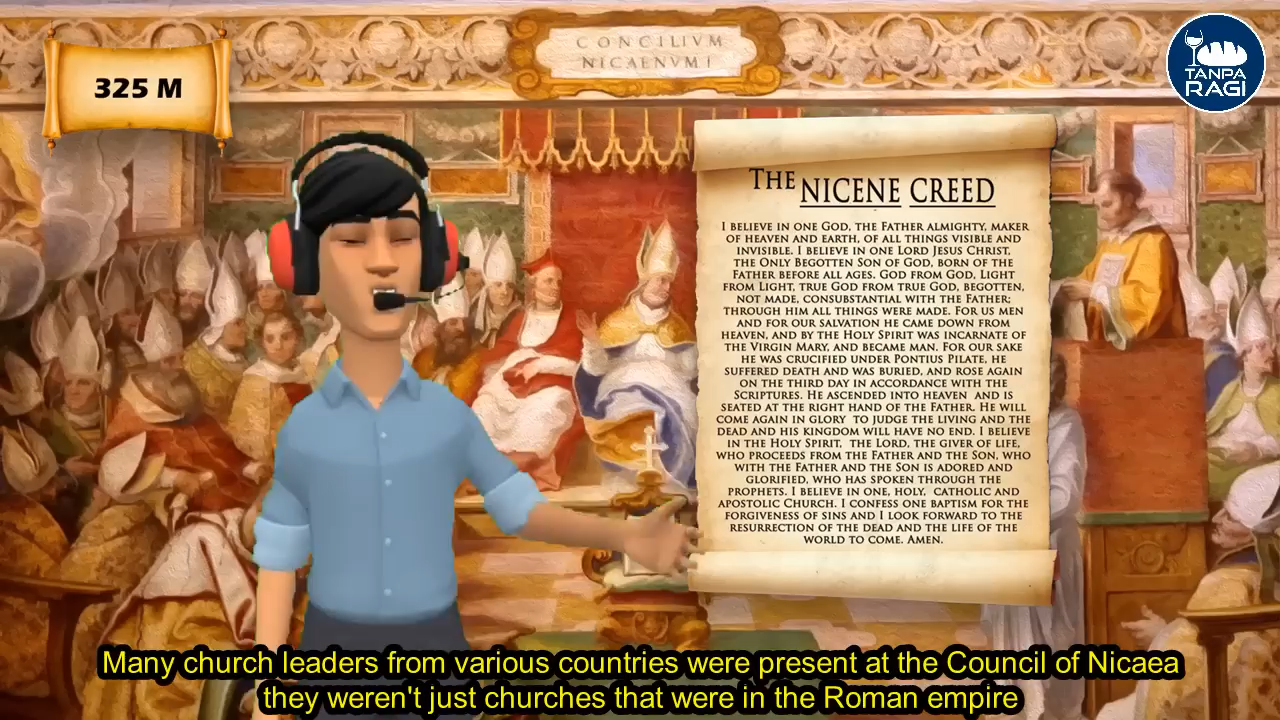 CONCILIVM
NICAENVM I
325 M
TANPA
RAGI
THE NICENE CREED
I BELIEVE IN ONE GOD, THE FATHER ALMIGHTY, MAKER
OF HEAVEN AND EARTH, OF ALL THINGS VISIBLE AND
INVISIBLE. I BELIEVE IN ONE LORD JESUS CHRIST,
THE ONLY BEGOTTEN SON OF GOD, BORN OF THE
FATHER BEFORE ALL AGES. GOD FROM GOD, LIGHT
FROM LIGHT, TRUE GOD FROM TRUE GOD, BEGOTTEN,
NOT MADE, CONSUBSTANTIAL WITH THE FATHER;
THROUGH HIM ALL THINGS WERE MADE. FOR US MEN
AND FOR OUR SALVATION HE CAME DOWN FROM
HEAVEN, AND BY THE HOLY SPIRIT WAS INCARNATE OF
THE VIRGIN MARY, AND BECAME MAN. FOR OUR SAKE
HE WAS CRUCIFIED UNDER PONTIUS PILATE, HE
SUFFERED DEATH AND WAS BURIED, AND ROSE AGAIN
ON THE THIRD DAY IN ACCORDANCE WITH THE
SCRIPTURES. HE ASCENDED INTO HEAVEN AND IS
SEATED AT THE RIGHT HAND OF THE FATHER. HE WILL
COME AGAIN IN GLORY TO JUDGE THE LIVING AND THE
DEAD AND HIS KINGDOM WILL HAVE NO END. I BELIEVE
IN THE HOLY SPIRIT, THE LORD, THE GIVER OF LIFE,
WHO PROCEEDS FROM THE FATHER AND THE SON, WHO
WITH THE FATHER AND THE SON IS ADORED AND
GLORIFIED, WHO HAS SPOKEN THROUGH THE
PROPHETS. I BELIEVE IN ONE, HOLY, CATHOLIC AND
APOSTOLIC CHURCH. I CONFESS ONE BAPTISM FOR THE
FORGIVENESS OF SINS AND I LOOK FORWARD TO THE
RESURRECTION OF THE DEAD AND THE LIFE OF THE
WORLD TO COME. AMEN.
Many church leaders from various countries were present at the Council of Nicaea
they weren't just churches that were in the Roman empire